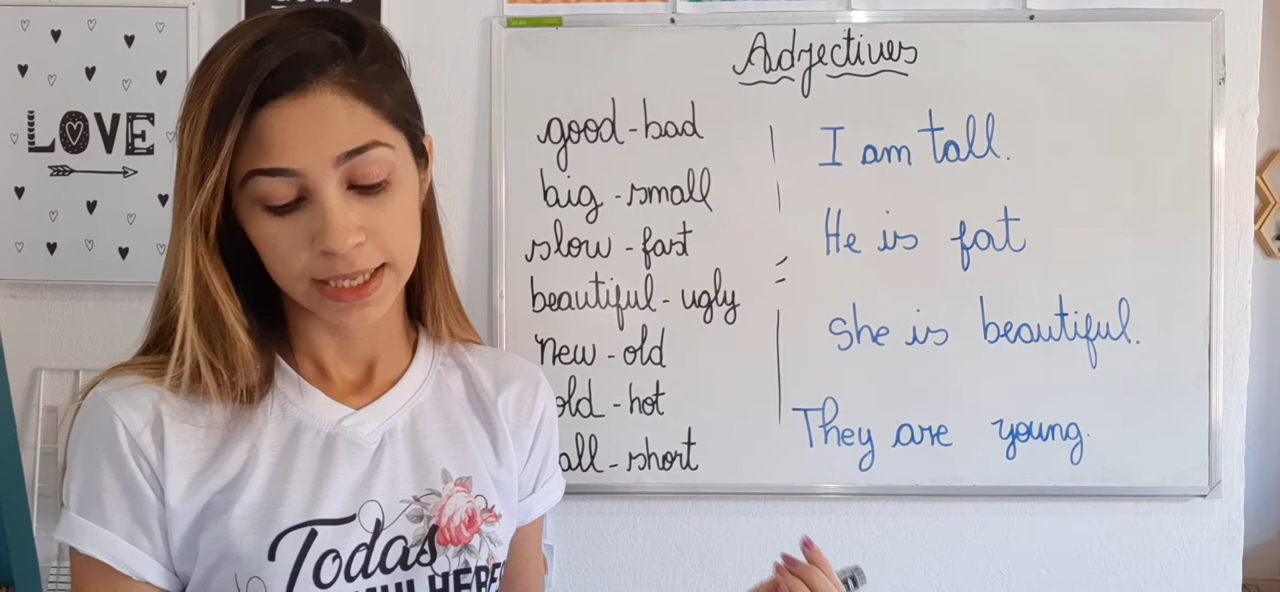 LOVE
Adjectives
good - bad
big - small
slow - fast
beautiful - ugly
new - old
old - hot
all - short
I am tall.
He is fat
She is beautiful.
They are young.
Todas